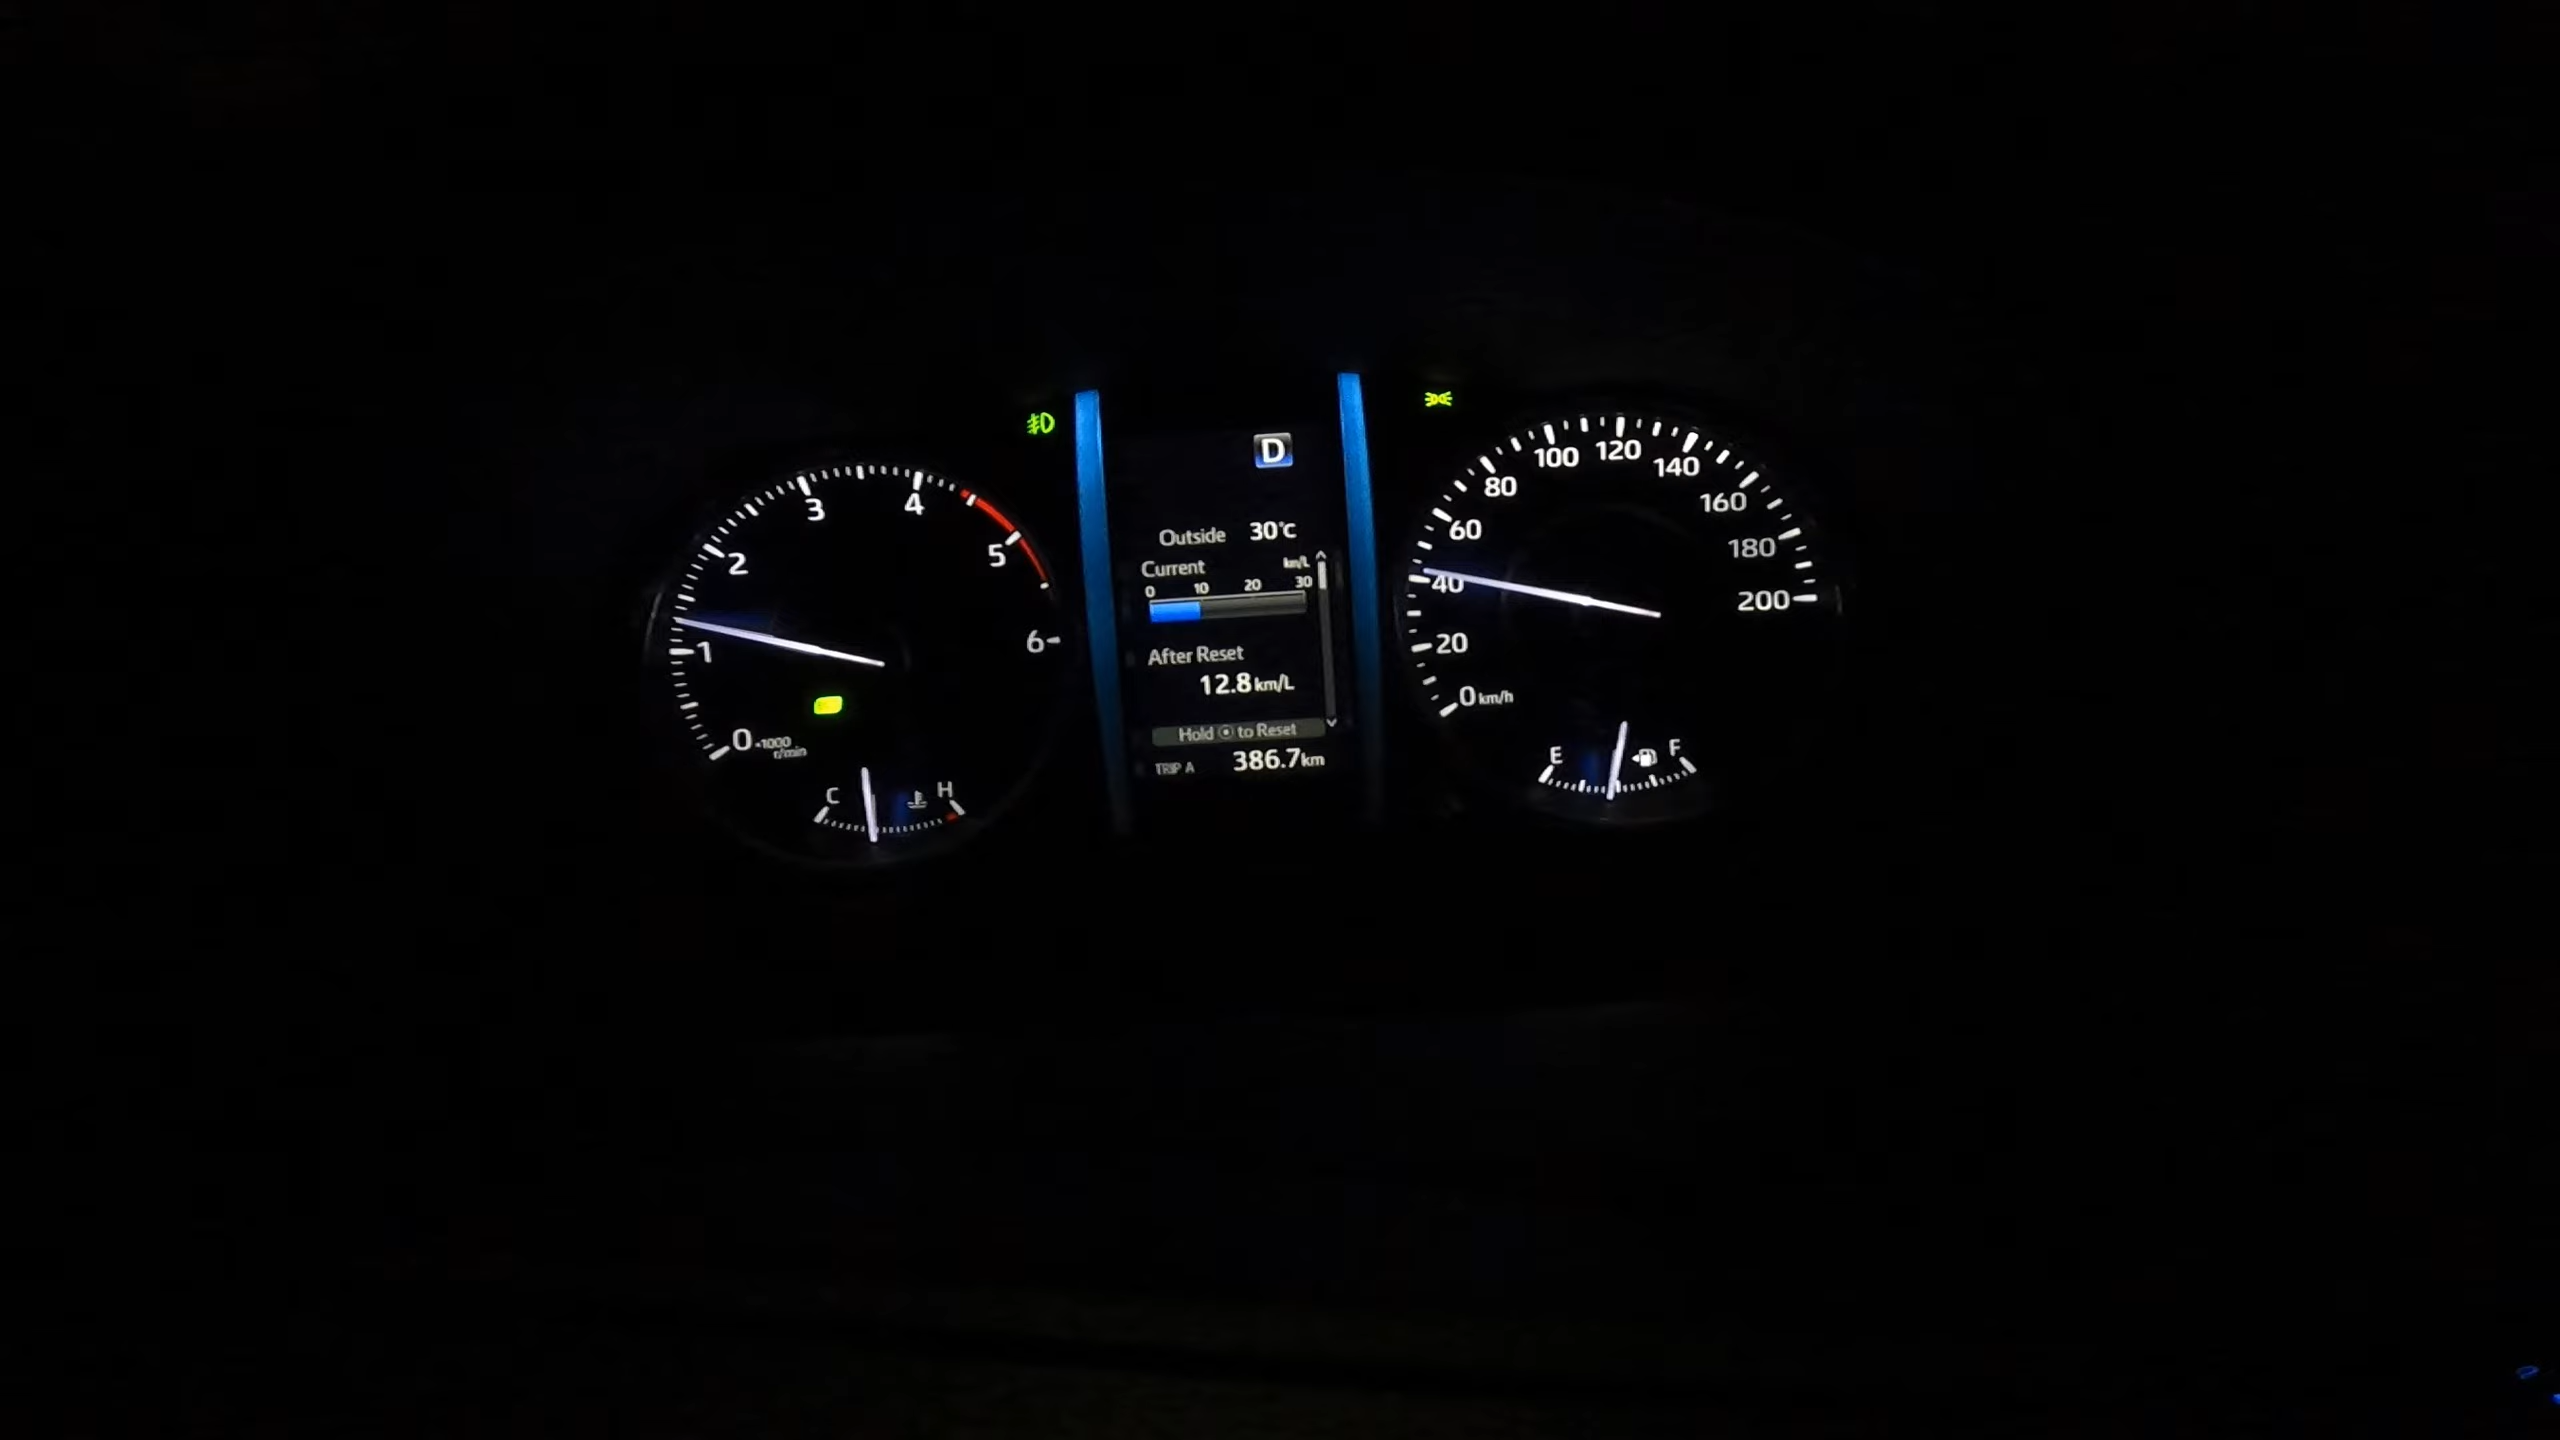 0
1
2
3
4
5
6
×1000
r/min
C
H
D
Outside 30°C
Current km/L
0 10 20 30
After Reset
12.8 km/L
Hold to Reset
TRIP A 386.7 km
0 km/h
20
40
60
80
100
120
140
160
180
200
E
F